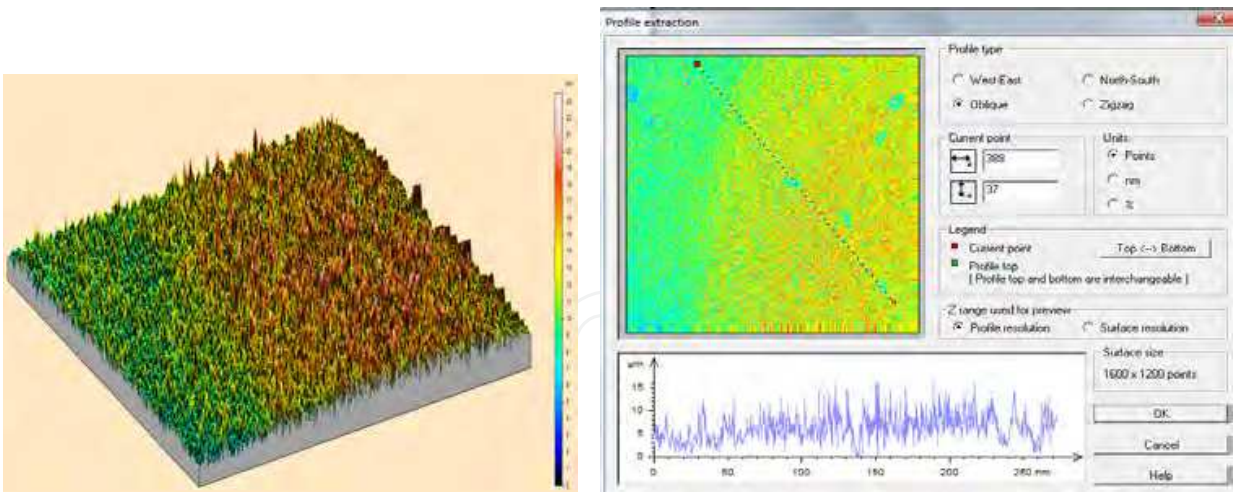 Profile extraction
Profile type
West-East
North-South
Oblique
Zigzag
Current point
388
37
Units
Points
nm
%
Legend
Current point
Top <--> Bottom
Profile top
[ Profile top and bottom are interchangeable ]
Z range used for preview
Profile resolution
Surface resolution
Surface size
1600 x 1200 points
OK
Cancel
Help
µm
15
10
5
0
0
50
100
150
200
250 nm